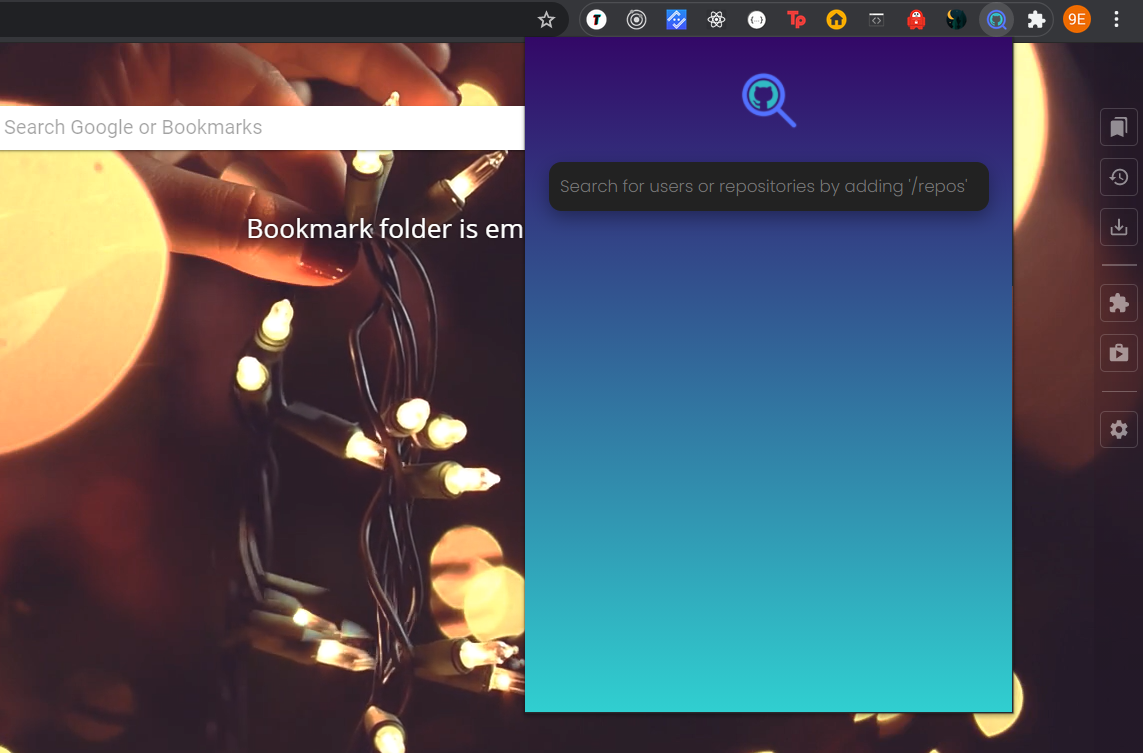 T
{··}
Tp
9E
Search Google or Bookmarks
Search for users or repositories by adding '/repos'
Bookmark folder is em